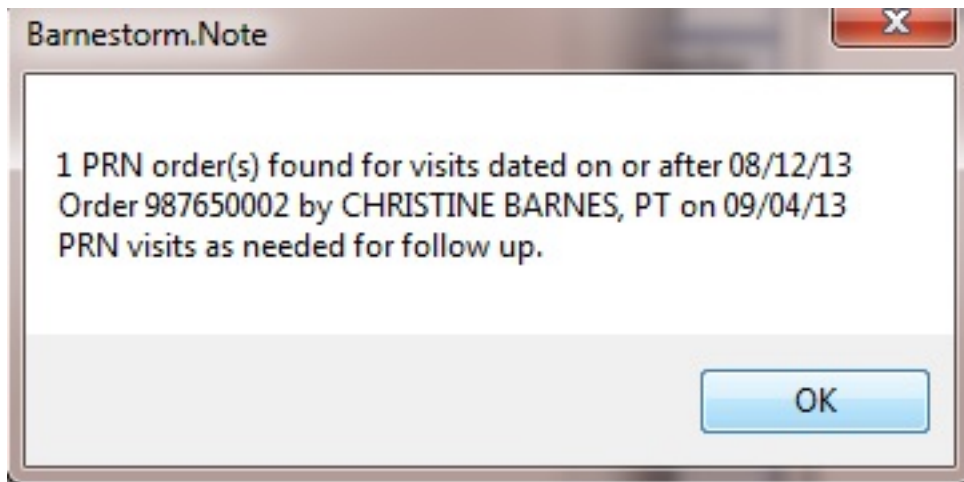 Barnestorm.Note
1 PRN order(s) found for visits dated on or after 08/12/13
Order 987650002 by CHRISTINE BARNES, PT on 09/04/13
PRN visits as needed for follow up.
OK